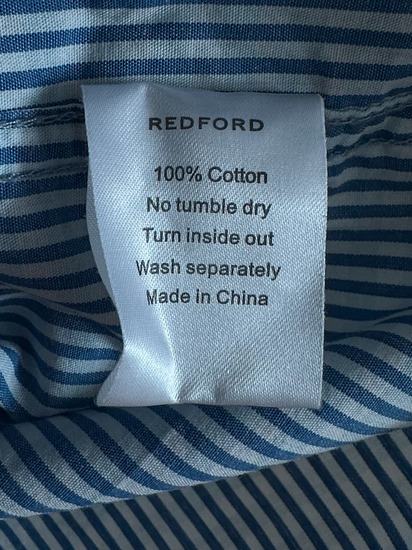 REDFORD
100% Cotton
No tumble dry
Turn inside out
Wash separately
Made in China